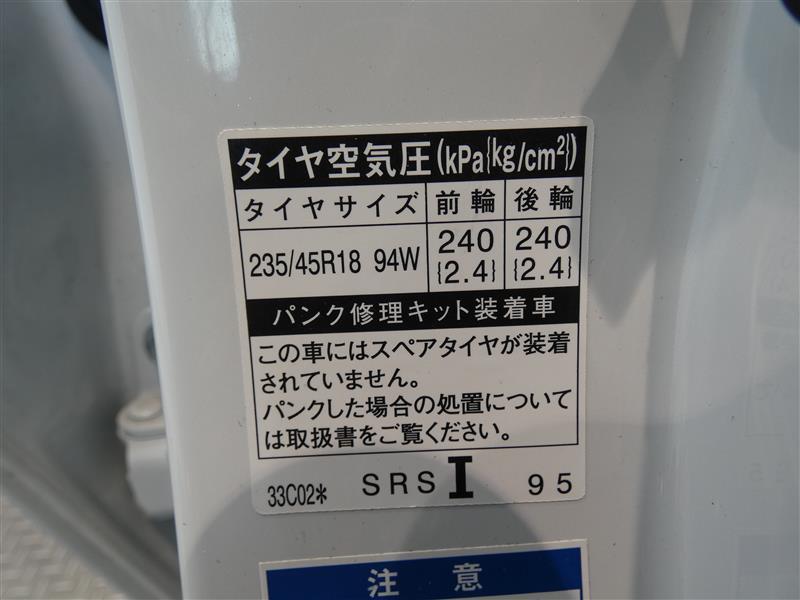 タイヤ空気圧(kPa{kg/cm²})
タイヤサイズ 前輪 後輪
235/45R18 94W 240 {2.4} 240 {2.4}
パンク修理キット装着車
この車にはスペアタイヤが装着
されていません。
パンクした場合の処置について
は取扱書をご覧ください。
33C02* SRS I 95
注意